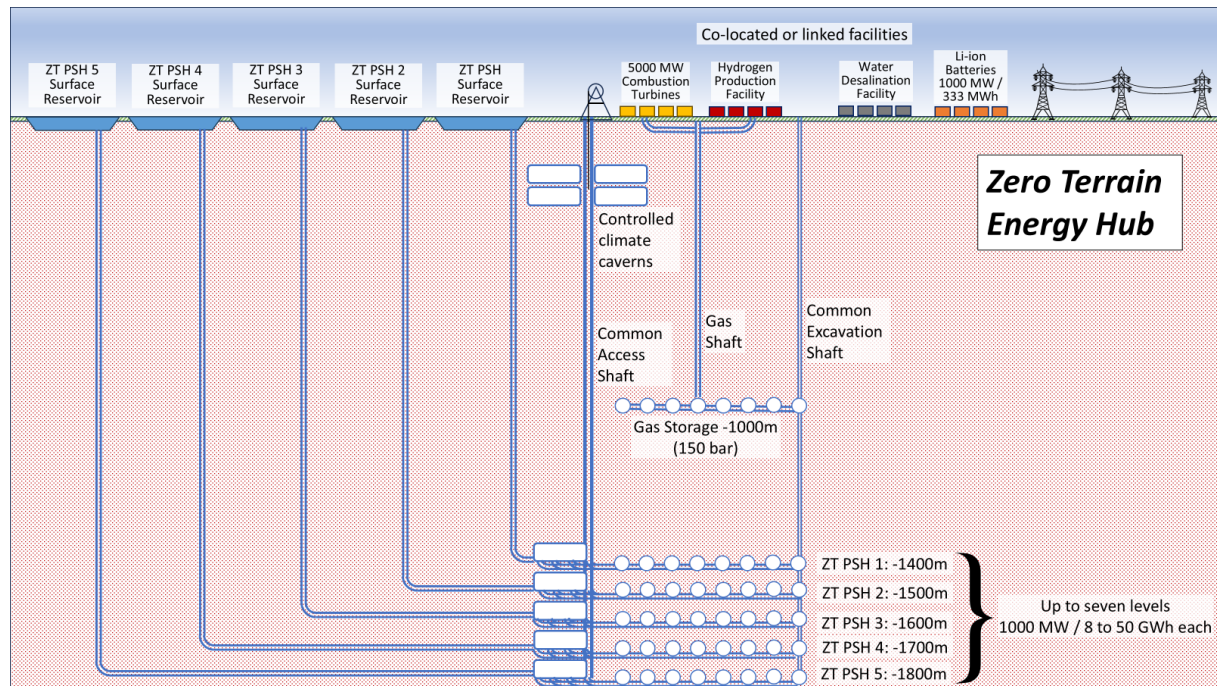 Co-located or linked facilities
ZT PSH 5
Surface
Reservoir
ZT PSH 4
Surface
Reservoir
ZT PSH 3
Surface
Reservoir
ZT PSH 2
Surface
Reservoir
ZT PSH
Surface
Reservoir
5000 MW
Combustion
Turbines
Hydrogen
Production
Facility
Water
Desalination
Facility
Li-ion
Batteries
1000 MW /
333 MWh
Zero Terrain
Energy Hub
Controlled
climate
caverns
Common
Access
Shaft
Gas
Shaft
Common
Excavation
Shaft
Gas Storage -1000m
(150 bar)
ZT PSH 1: -1400m
ZT PSH 2: -1500m
ZT PSH 3: -1600m
ZT PSH 4: -1700m
ZT PSH 5: -1800m
Up to seven levels
1000 MW / 8 to 50 GWh each